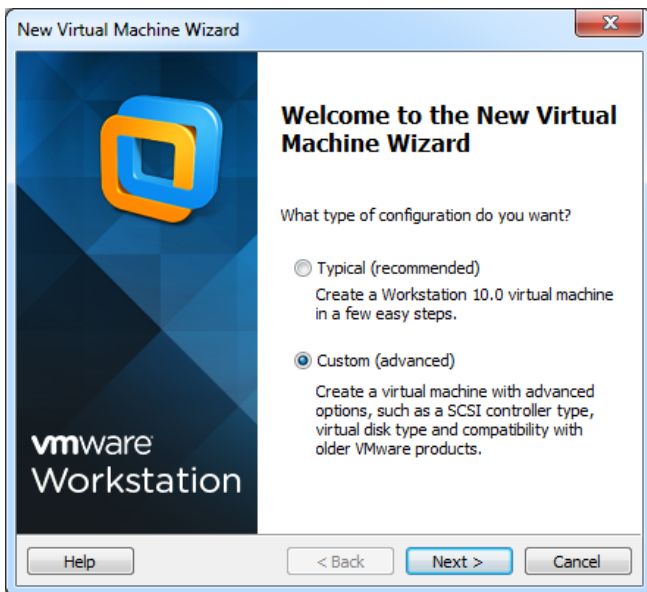 New Virtual Machine Wizard
Welcome to the New Virtual
Machine Wizard
What type of configuration do you want?
Typical (recommended)
Create a Workstation 10.0 virtual machine
in a few easy steps.
Custom (advanced)
Create a virtual machine with advanced
options, such as a SCSI controller type,
virtual disk type and compatibility with
older VMware products.
vmware
Workstation
Help
< Back
Next >
Cancel